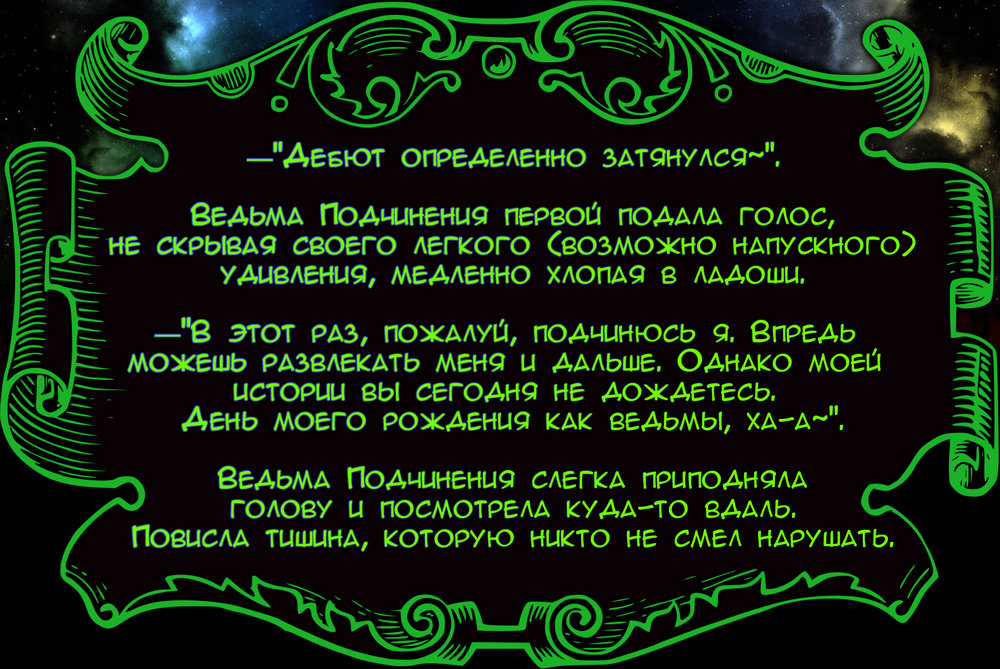 —"Дебют определенно затянулся~".
Ведьма Подчинения первой подала голос,
не скрывая своего легкого (возможно напускного)
удивления, медленно хлопая в ладоши.
—"В этот раз, пожалуй, подчинюсь я. Впредь
можешь развлекать меня и дальше. Однако моей
истории вы сегодня не дождетесь.
День моего рождения как ведьмы, ха-а~".
Ведьма Подчинения слегка приподняла
голову и посмотрела куда-то вдаль.
Повисла тишина, которую никто не смел нарушать.